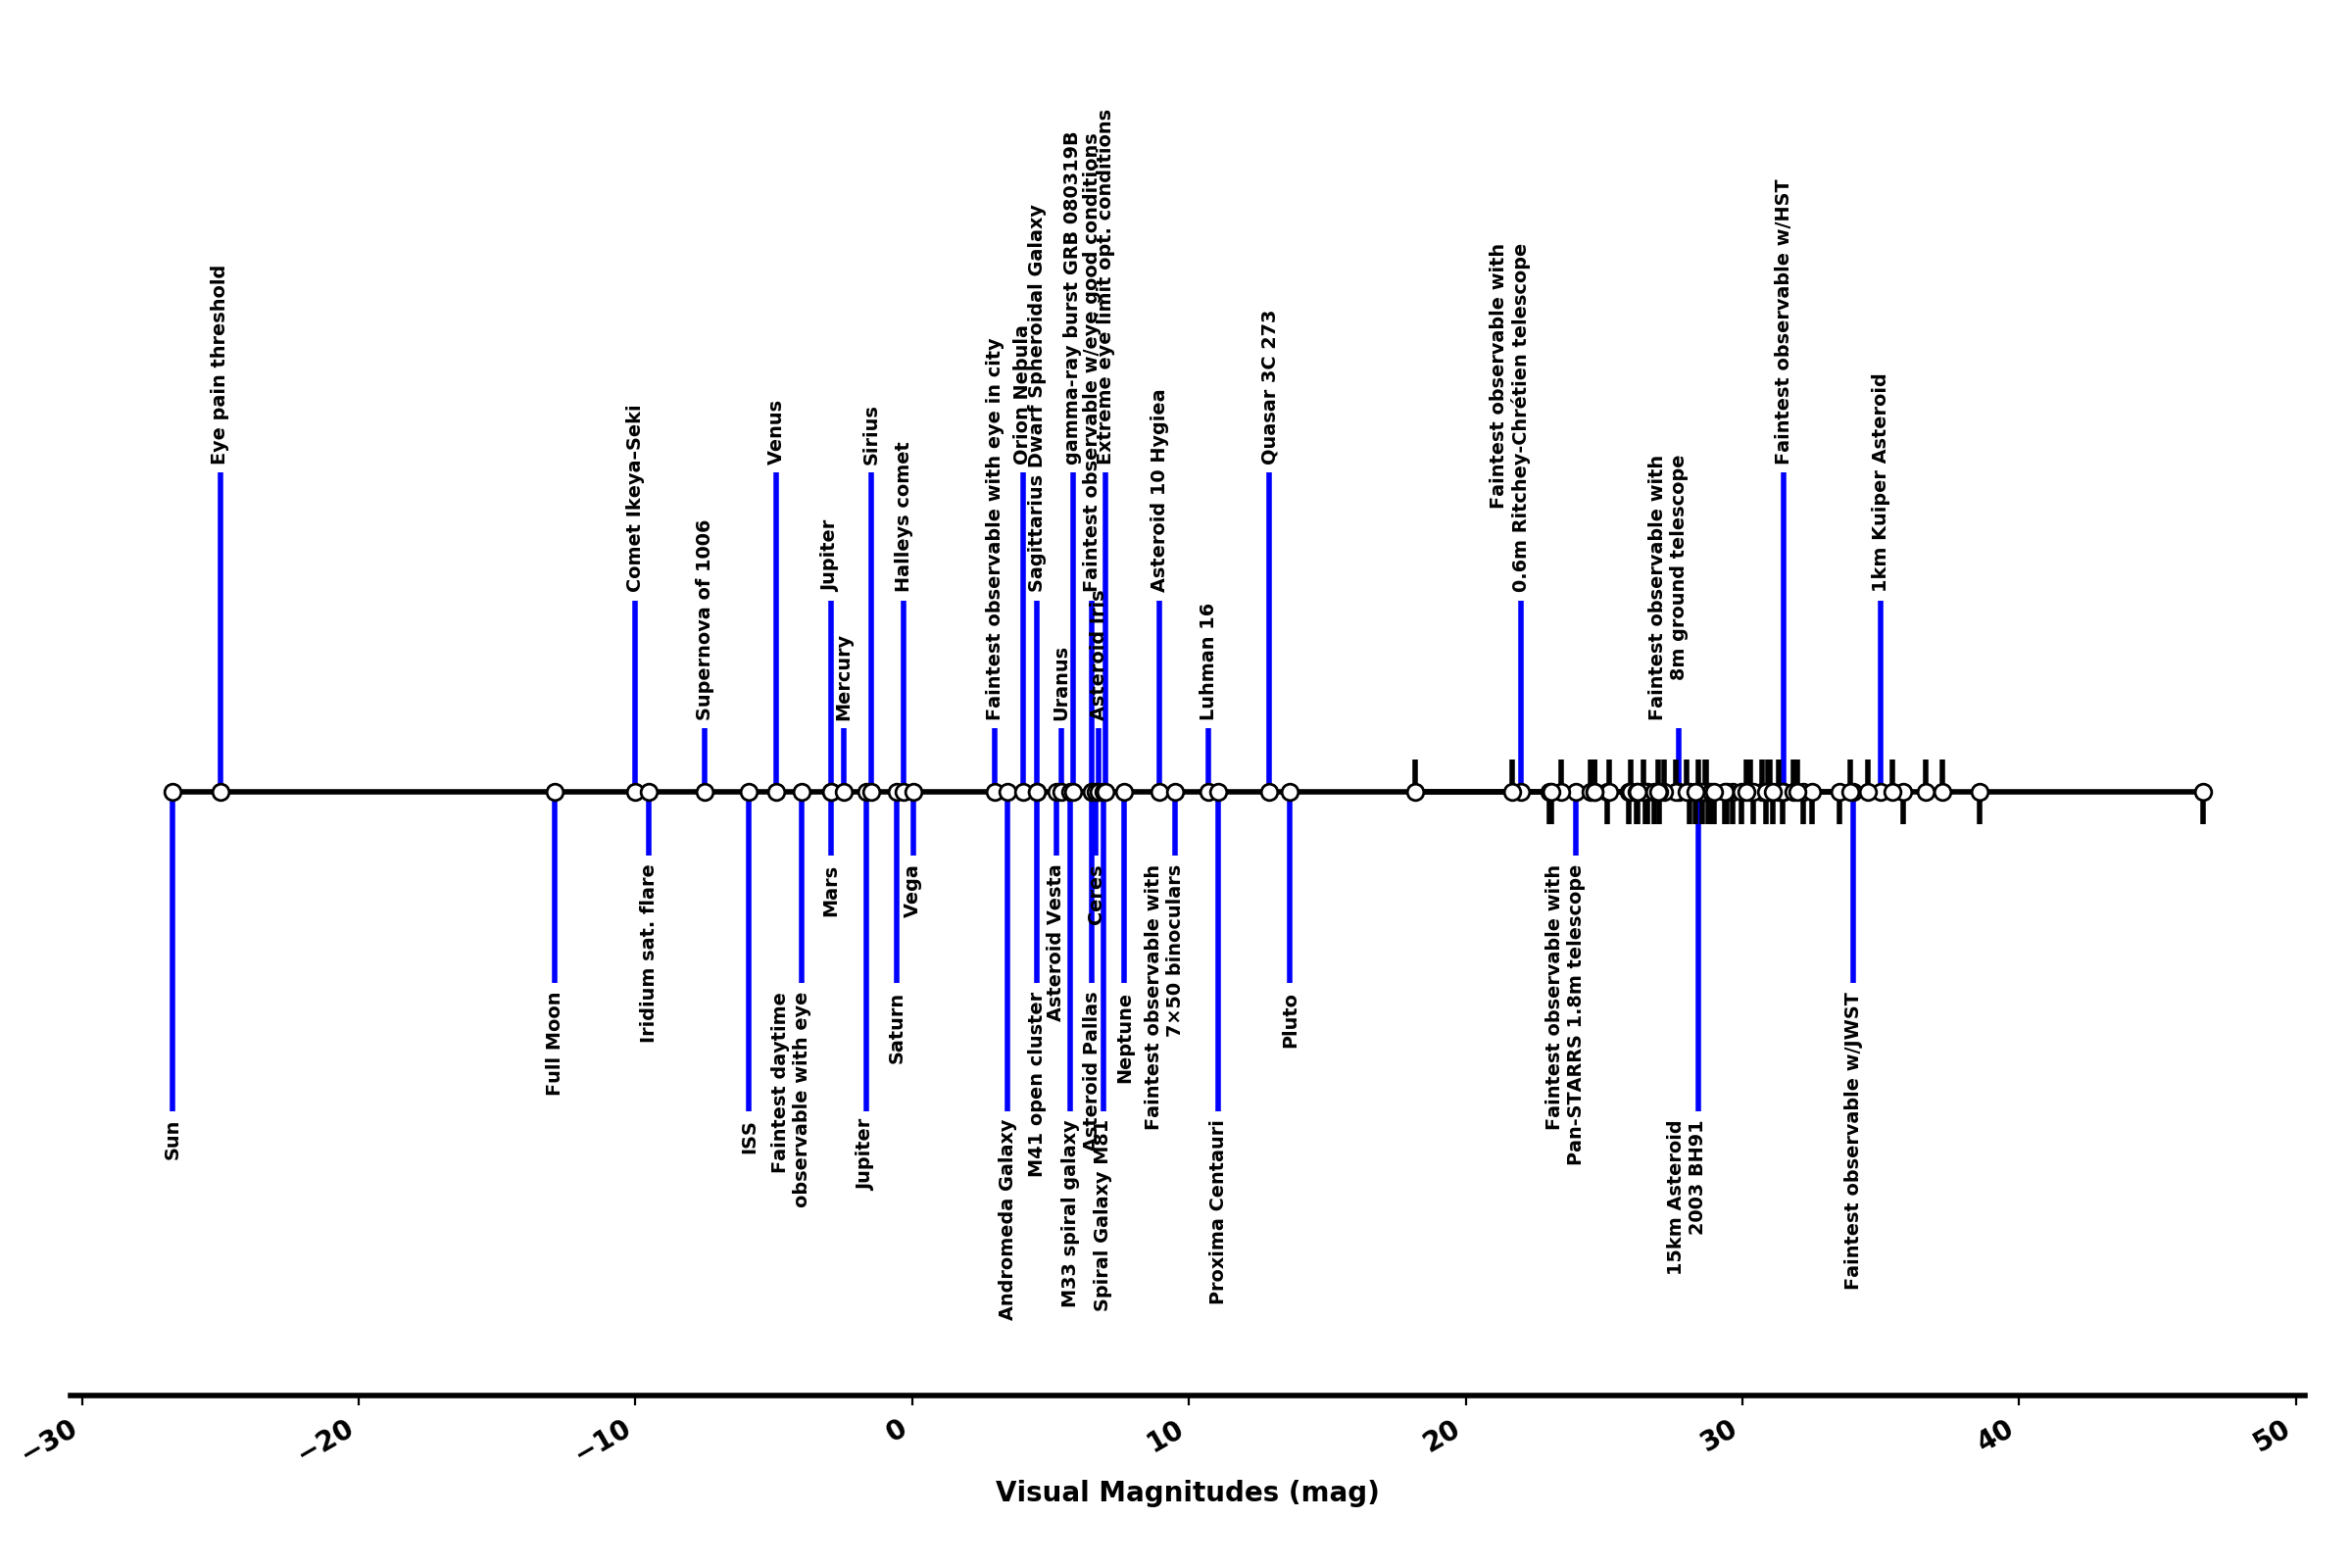 Eye pain threshold
Comet Ikeya–Seki
Supernova of 1006
Venus
Jupiter
Mercury
Sirius
Halleys comet
Faintest observable with eye in city
Orion Nebula
Sagittarius Dwarf Spheroidal Galaxy
Uranus
gamma-ray burst GRB 080319B
Faintest observable w/eye good conditions
Asteroid Iris
Extreme eye limit opt. conditions
Asteroid 10 Hygiea
Luhman 16
Quasar 3C 273
Faintest observable with
0.6m Ritchey-Chrétien telescope
Faintest observable with
8m ground telescope
Faintest observable w/HST
1km Kuiper Asteroid
Sun
Full Moon
Iridium sat. flare
ISS
Faintest daytime
observable with eye
Mars
Jupiter
Saturn
Vega
Andromeda Galaxy
M41 open cluster
Asteroid Vesta
M33 spiral galaxy
Asteroid Pallas
Ceres
Spiral Galaxy M81
Neptune
Faintest observable with
7×50 binoculars
Proxima Centauri
Pluto
Faintest observable with
Pan-STARRS 1.8m telescope
15km Asteroid
2003 BH91
Faintest observable w/JWST
−30
−20
−10
0
10
20
30
40
50
Visual Magnitudes (mag)